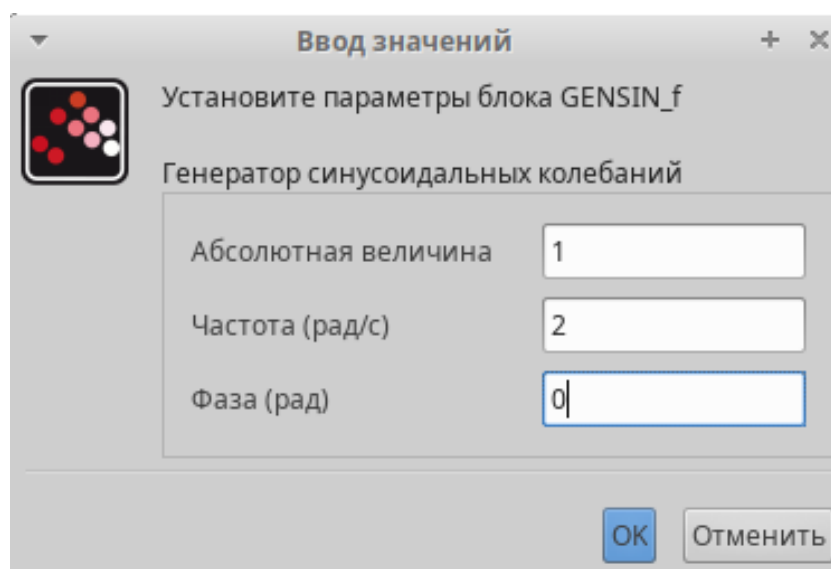 Ввод значений
Установите параметры блока GENSIN_f
Генератор синусоидальных колебаний
Абсолютная величина 1
Частота (рад/с) 2
Фаза (рад) 0
OK Отменить